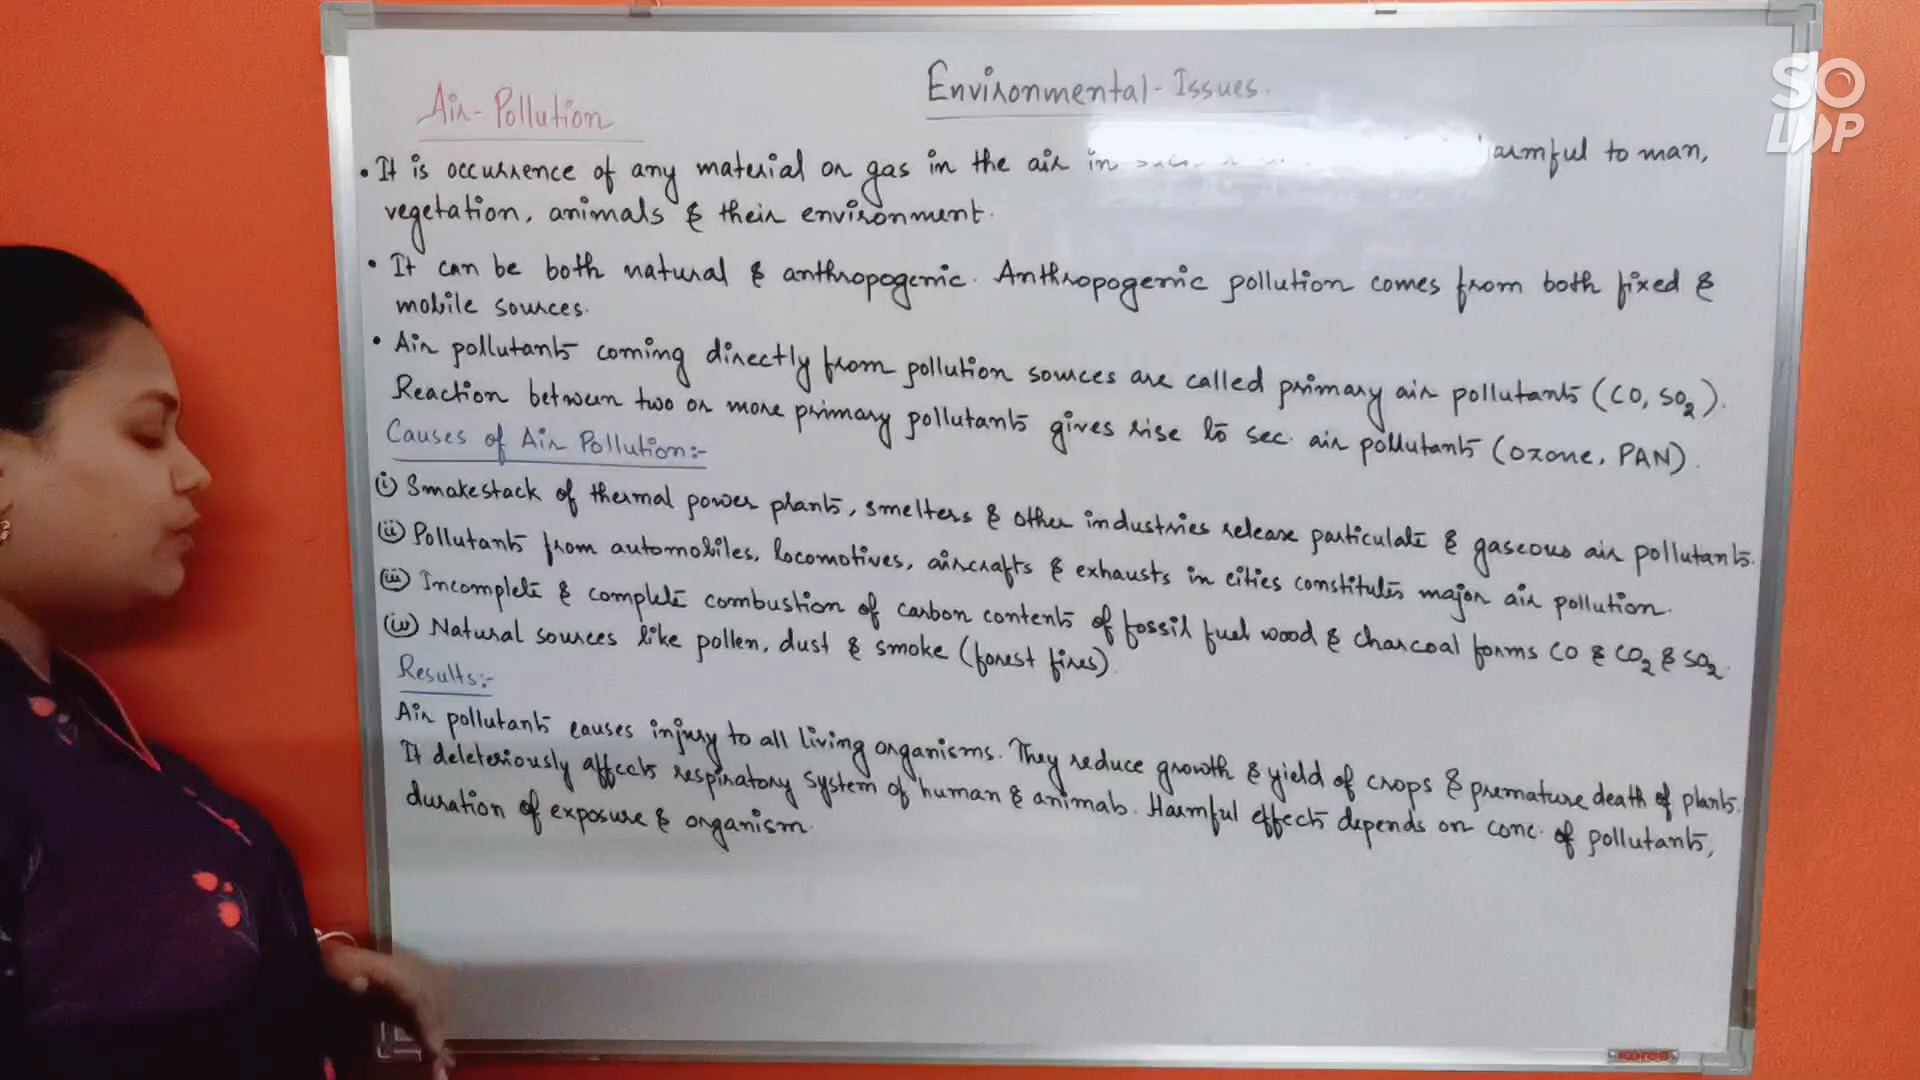 Environmental-Issues.
Air-Pollution
• It is occurrence of any material or gas in the air in harmful to man,
vegetation, animals & their environment.
• It can be both natural & anthropogenic. Anthropogenic pollution comes from both fixed &
mobile sources.
• Air pollutants coming directly from pollution sources are called primary air pollutants (CO, SO2).
Reaction between two or more primary pollutants gives rise to sec. air pollutants (ozone, PAN).
Causes of Air Pollution:-
(i) Smokestack of thermal power plants, smelters & other industries release particulate & gaseous air pollutants.
(ii) Pollutants from automobiles, locomotives, aircrafts & exhausts in cities constitutes major air pollution.
(iii) Incomplete & complete combustion of carbon contents of fossil fuel wood & charcoal forms CO & CO2 & SO2
(iv) Natural sources like pollen, dust & smoke (forest fires)
Results:-
Air pollutants causes injury to all living organisms. They reduce growth & yield of crops & premature death of plants.
It deleteriously affects respiratory system of human & animals. Harmful effects depends on conc. of pollutants,
duration of exposure & organism.
KORES